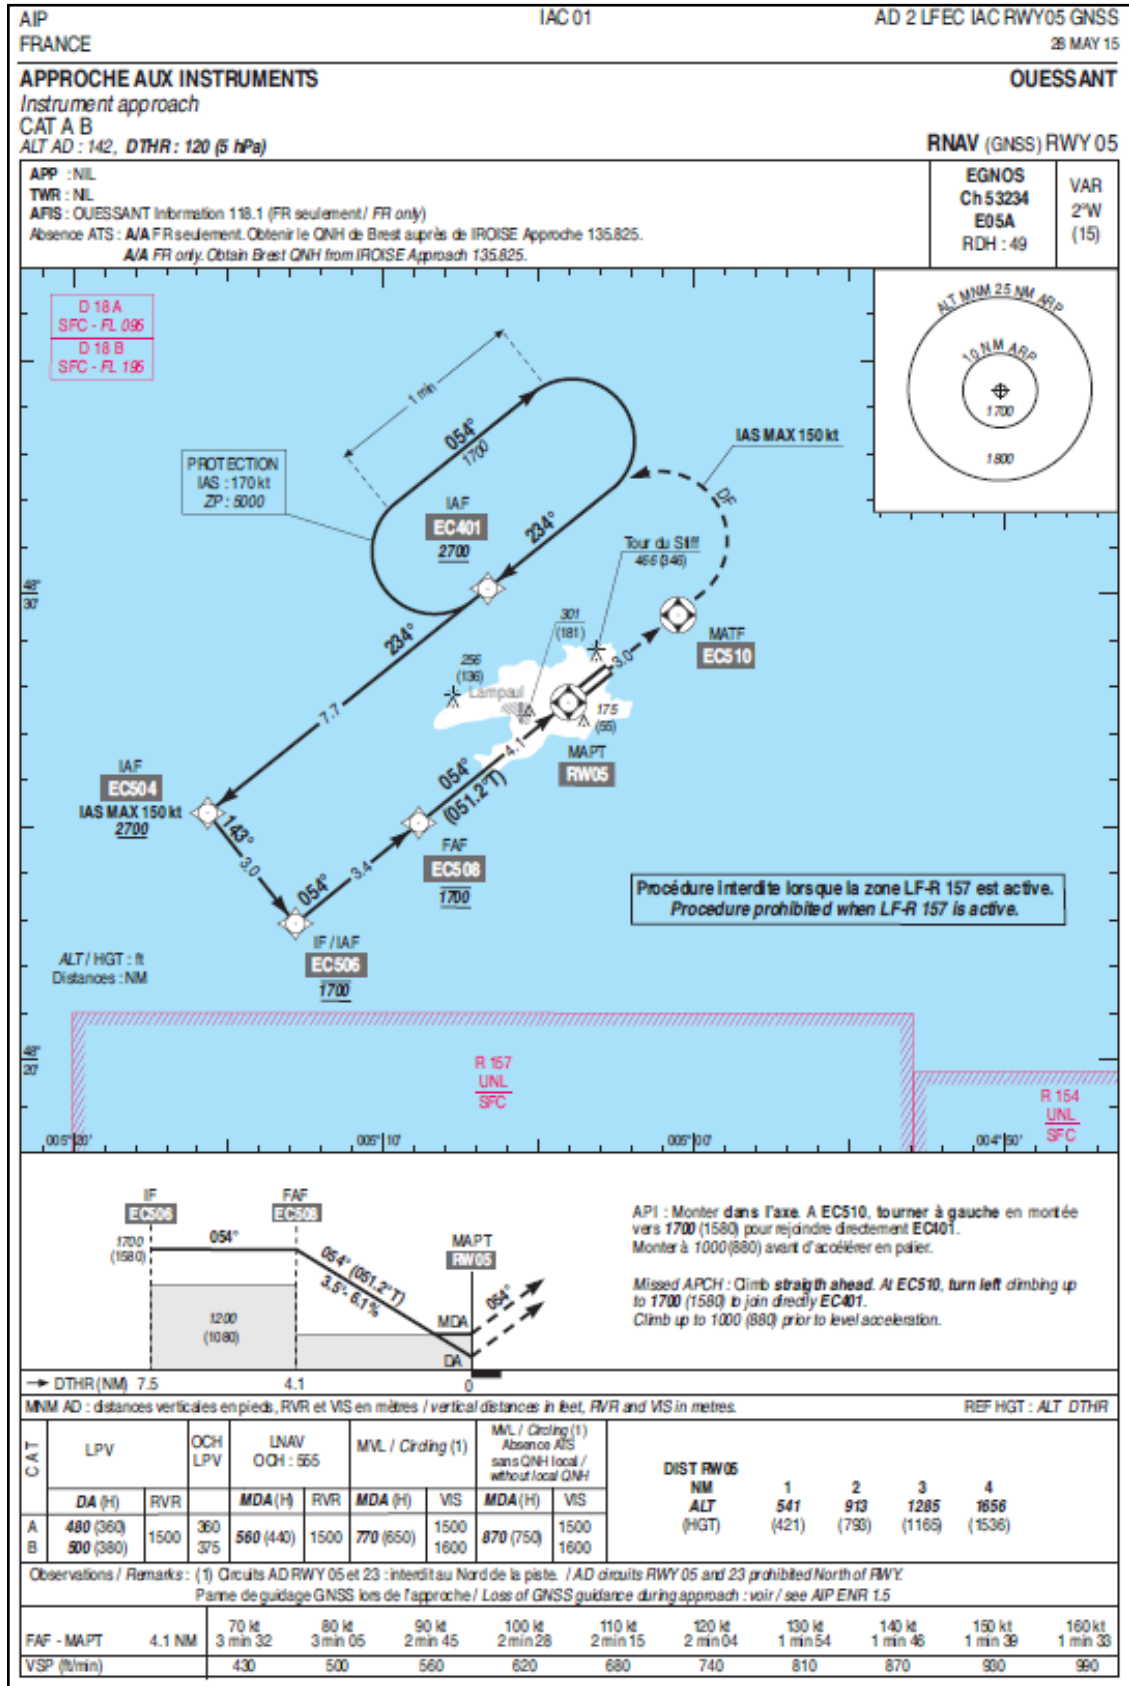 AIP IAC 01 AD 2 LFEC IAC RWY05 GNSS
FRANCE 28 MAY 15
APPROCHE AUX INSTRUMENTS OUESSANT
Instrument approach
CAT A B
ALT AD : 142, DTHR : 120 (5 hPa) RNAV (GNSS) RWY 05
APP : NIL
TWR : NIL
AFIS : OUESSANT Information 118.1 (FR seulement / FR only)
Absence ATS : A/A FR seulement. Obtenir le QNH de Brest auprès de IROISE Approche 135.825.
A/A FR only. Obtain Brest QNH from IROISE Approach 135.825.
EGNOS
Ch 53234
E05A
RDH : 49
VAR
2°W
(15)
D 18 A
SFC - FL 095
D 18 B
SFC - FL 195
ALT MNM 25 NM ARP
10 NM ARP
1700
1800
1 min
054°
1700
IAS MAX 150 kt
PROTECTION
IAS : 170 kt
ZP : 5000
IAF
EC401
2700
234°
DF
Tour du Stiff
466 (346)
48°
30'
301
(181)
234°
MATF
EC510
3.0
256
(136)
Lampaul
175
(55)
7.7
4.1
MAPT
RW05
IAF
EC504
IAS MAX 150 kt
2700
054°
(051.2°T)
143°
3.0
FAF
EC508
1700
3.4
054°
Procédure interdite lorsque la zone LF-R 157 est active.
Procedure prohibited when LF-R 157 is active.
IF / IAF
EC506
1700
ALT / HGT : ft
Distances : NM
48°
20'
R 157
UNL
SFC
R 154
UNL
SFC
005° 20' 005° 10' 005° 00' 004° 50'
IF
EC506
FAF
EC508
1700
(1580)
054°
054° (051.2°T)
3.5°- 6.1%
MAPT
RW05
054°
1200
(1080)
MDA
DA
DTHR (NM) 7.5 4.1 0
API : Monter dans l'axe. A EC510, tourner à gauche en montée
vers 1700 (1580) pour rejoindre directement EC401.
Monter à 1000 (880) avant d'accélérer en palier.
Missed APCH : Climb straigth ahead. At EC510, turn left climbing up
to 1700 (1580) to join directly EC401.
Climb up to 1000 (880) prior to level acceleration.
MNM AD : distances verticales en pieds, RVR et VIS en mètres / vertical distances in feet, RVR and VIS in metres. REF HGT : ALT DTHR
CAT
LPV
OCH
LPV
LNAV
OCH : 555
MVL / Circling (1)
MVL / Circling (1)
Absence ATS
sans QNH local /
without local QNH
DA (H) RVR MDA (H) RVR MDA (H) VIS MDA (H) VIS
A 480 (360) 1500 360 560 (440) 1500 770 (650) 1500 870 (750) 1500
B 500 (380) 375 1600 1600
DIST RW05
NM 1 2 3 4
ALT 541 913 1285 1656
(HGT) (421) (793) (1165) (1536)
Observations / Remarks : (1) Circuits AD RWY 05 et 23 : interdit au Nord de la piste. / AD circuits RWY 05 and 23 prohibited North of RWY.
Panne de guidage GNSS lors de l'approche / Loss of GNSS guidance during approach : voir / see AIP ENR 1.5
70 kt 80 kt 90 kt 100 kt 110 kt 120 kt 130 kt 140 kt 150 kt 160 kt
FAF - MAPT 4.1 NM 3 min 32 3 min 05 2 min 45 2 min 28 2 min 15 2 min 04 1 min 54 1 min 46 1 min 39 1 min 33
VSP (ft/min) 430 500 560 620 680 740 810 870 930 990